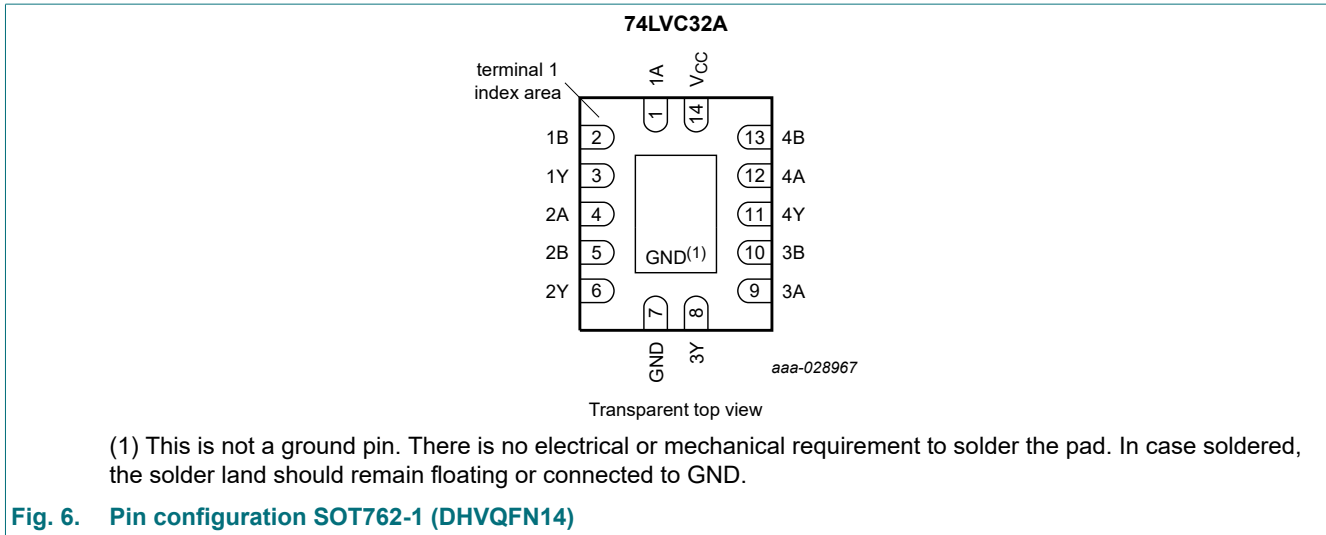 74LVC32A
terminal 1
index area
1A
VCC
1
14
1B 2
13 4B
1Y 3
12 4A
2A 4
11 4Y
2B 5
GND(1)
10 3B
2Y 6
9 3A
7
8
GND
3Y
aaa-028967
Transparent top view
(1) This is not a ground pin. There is no electrical or mechanical requirement to solder the pad. In case soldered,
the solder land should remain floating or connected to GND.
Fig. 6. Pin configuration SOT762-1 (DHVQFN14)